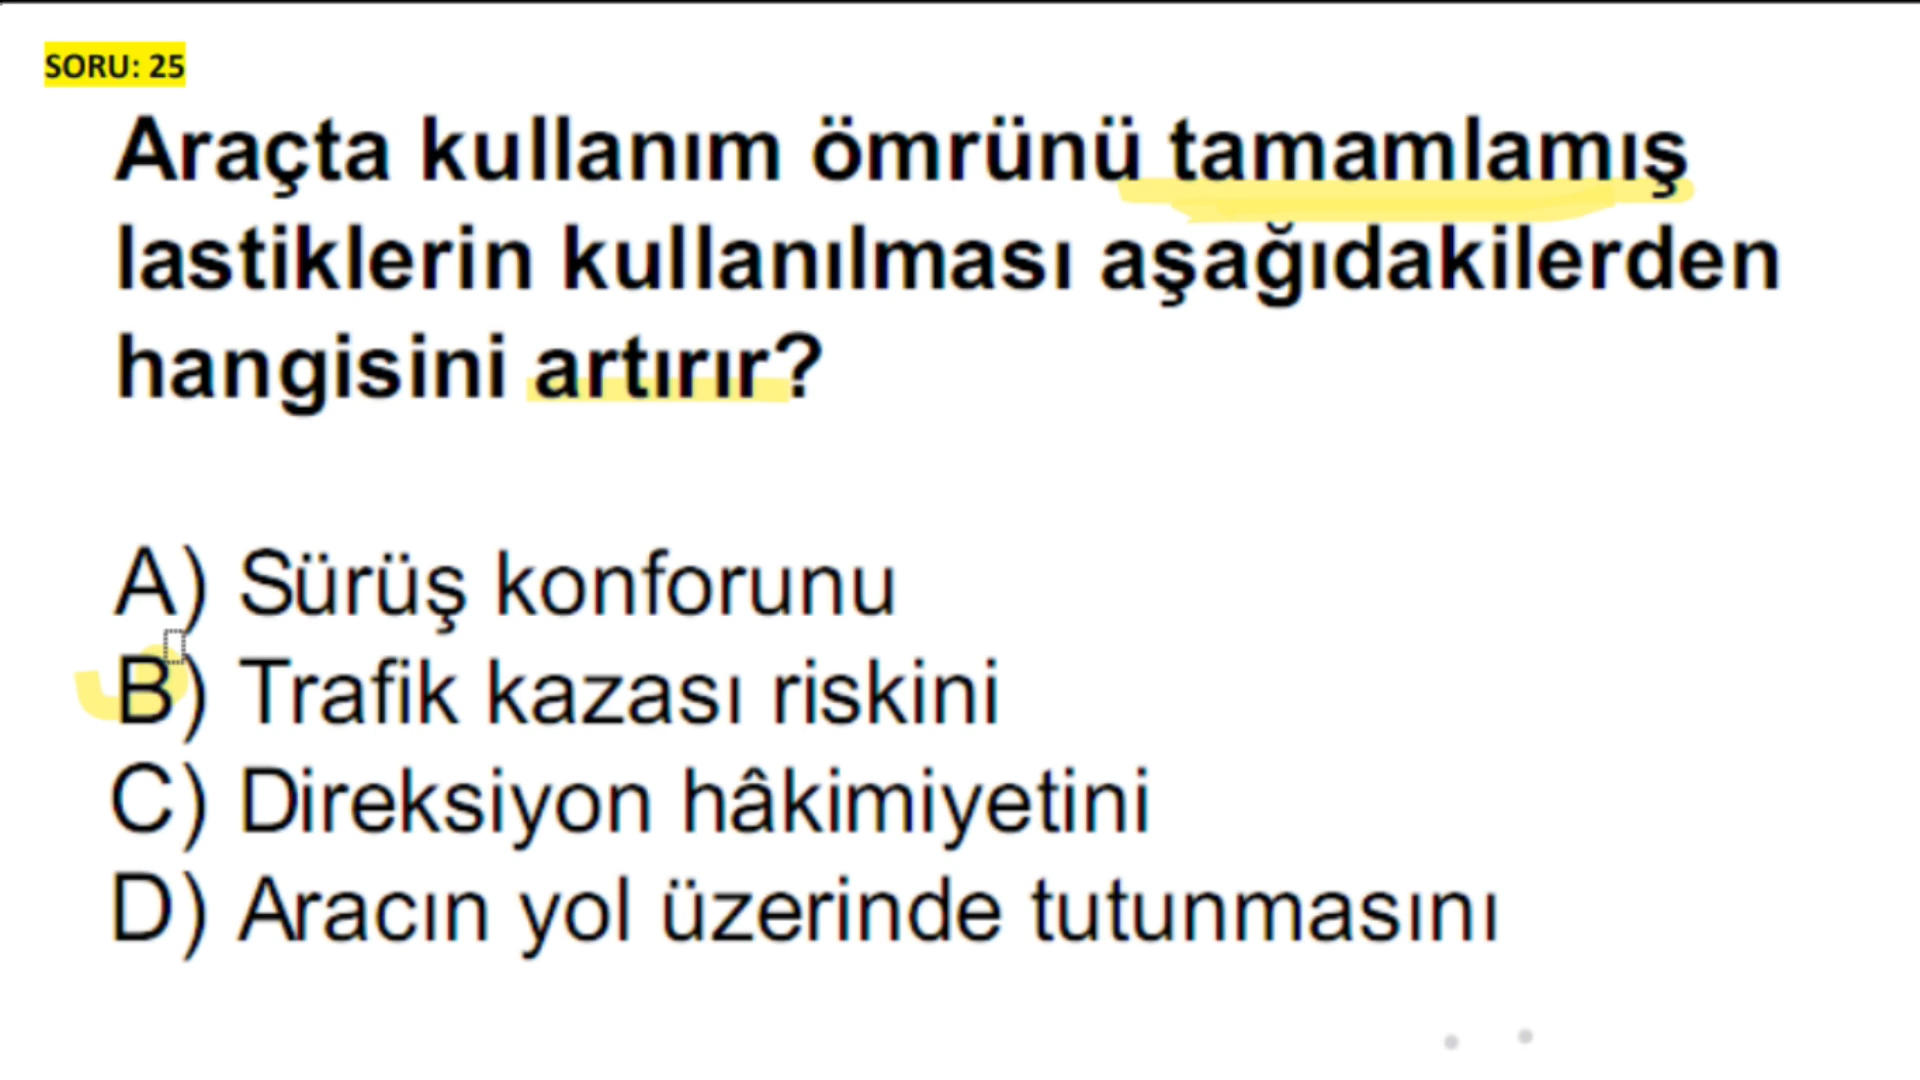 SORU: 25
Araçta kullanım ömrünü tamamlamış
lastiklerin kullanılması aşağıdakilerden
hangisini artırır?
A) Sürüş konforunu
B) Trafik kazası riskini
C) Direksiyon hâkimiyetini
D) Aracın yol üzerinde tutunmasını